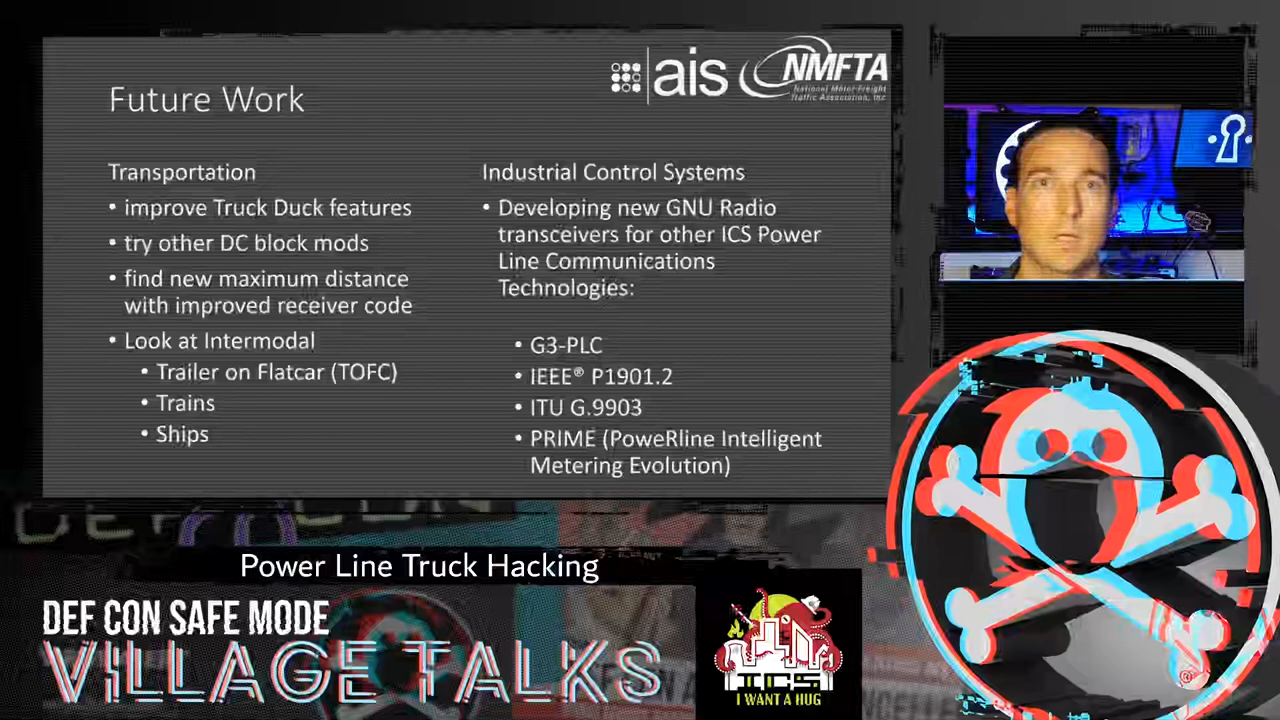 Future Work
ais
NMFTA
National Motor Freight
Traffic Association, Inc
Transportation
• improve Truck Duck features
• try other DC block mods
• find new maximum distance
with improved receiver code
• Look at Intermodal
• Trailer on Flatcar (TOFC)
• Trains
• Ships
Industrial Control Systems
• Developing new GNU Radio
transceivers for other ICS Power
Line Communications
Technologies:
• G3-PLC
• IEEE® P1901.2
• ITU G.9903
• PRIME (PoweRline Intelligent
Metering Evolution)
Power Line Truck Hacking
DEF CON SAFE MODE
VILLAGE TALKS
ICS
I WANT A HUG